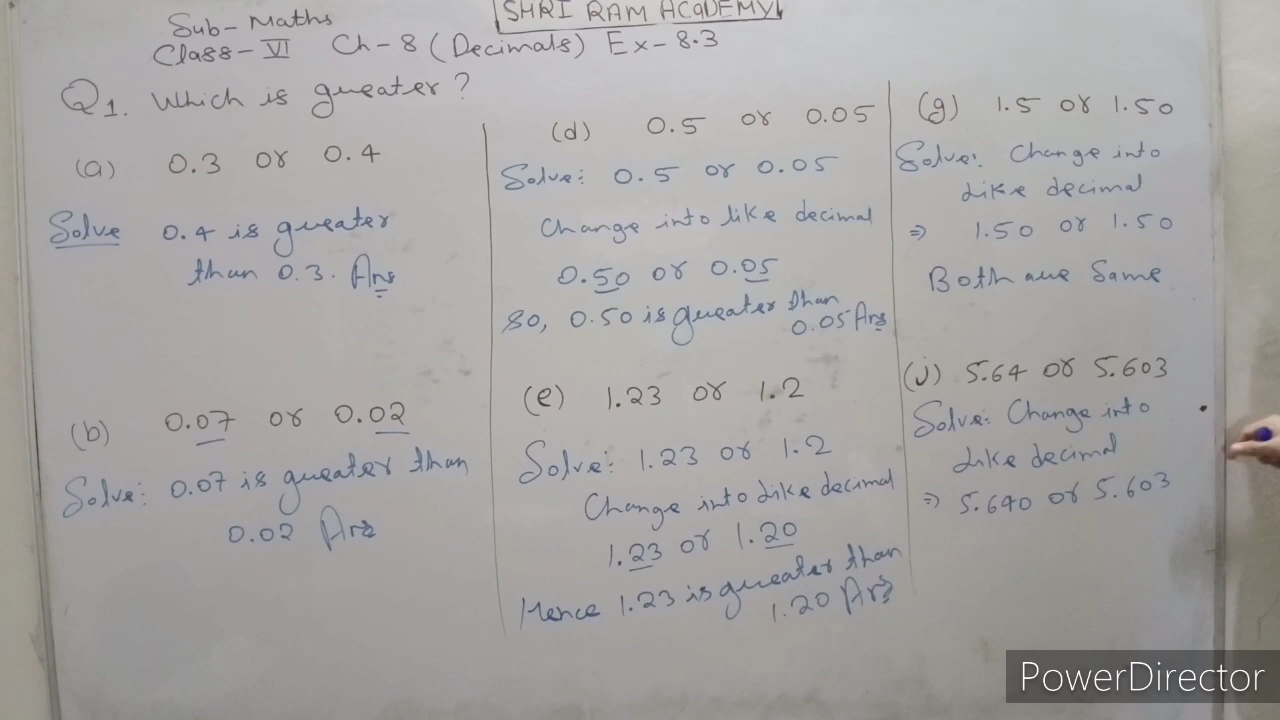 SHRI RAM ACADEMY
Sub- Maths
Class- VI Ch-8 (Decimals) Ex-8.3
Q1. Which is greater?
(a) 0.3 or 0.4
Solve 0.4 is greater
than 0.3. Ans
(b) 0.07 or 0.02
Solve: 0.07 is greater than
0.02 Ans
(d) 0.5 or 0.05
Solve: 0.5 or 0.05
Change into like decimal
0.50 or 0.05
So, 0.50 is greater than
0.05 Ans
(e) 1.23 or 1.2
Solve: 1.23 or 1.2
Change into Like decimal
1.23 or 1.20
Hence 1.23 is greater than
1.20 Ans
(g) 1.5 or 1.50
Solve: Change into
Like decimal
⇒ 1.50 or 1.50
Both are Same
(j) 5.64 or 5.603
Solve: Change into
Like decimal
⇒ 5.640 or 5.603
PowerDirector